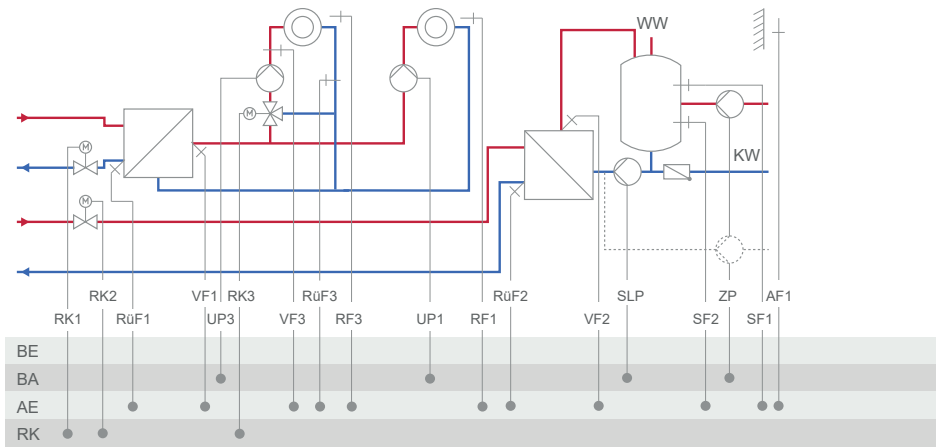 WW
M
KW
M
M
RK2 VF1 RK3 RüF3 RüF2 SLP ZP AF1
RK1 RüF1 UP3 VF3 RF3 UP1 RF1 VF2 SF2 SF1
BE
BA
AE
RK